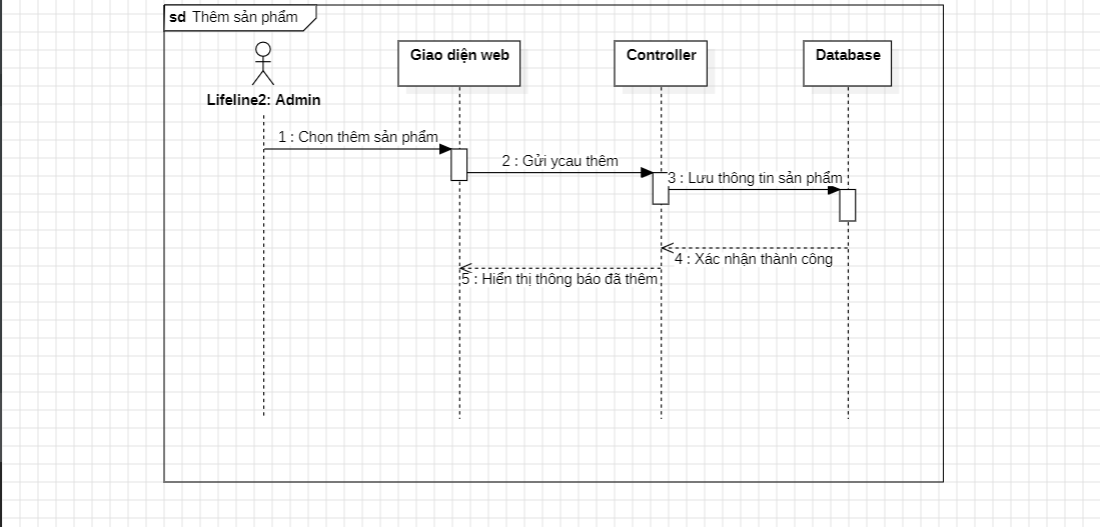 sd Thêm sản phẩm
Giao diện web
Controller
Database
Lifeline2: Admin
1 : Chọn thêm sản phẩm
2 : Gửi ycau thêm
3 : Lưu thông tin sản phẩm
4 : Xác nhận thành công
5 : Hiển thị thông báo đã thêm